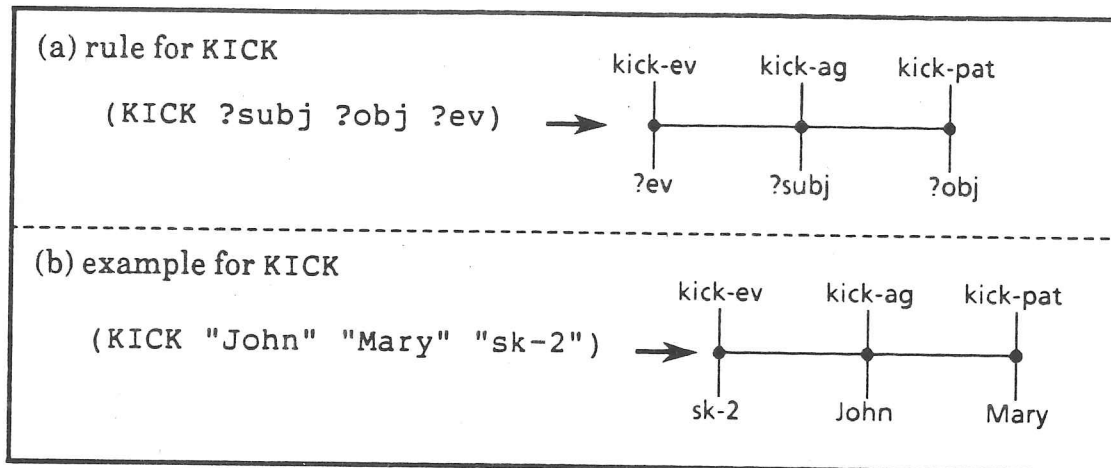 (a) rule for KICK
kick-ev kick-ag kick-pat
(KICK ?subj ?obj ?ev)
?ev ?subj ?obj
(b) example for KICK
kick-ev kick-ag kick-pat
(KICK "John" "Mary" "sk-2")
sk-2 John Mary